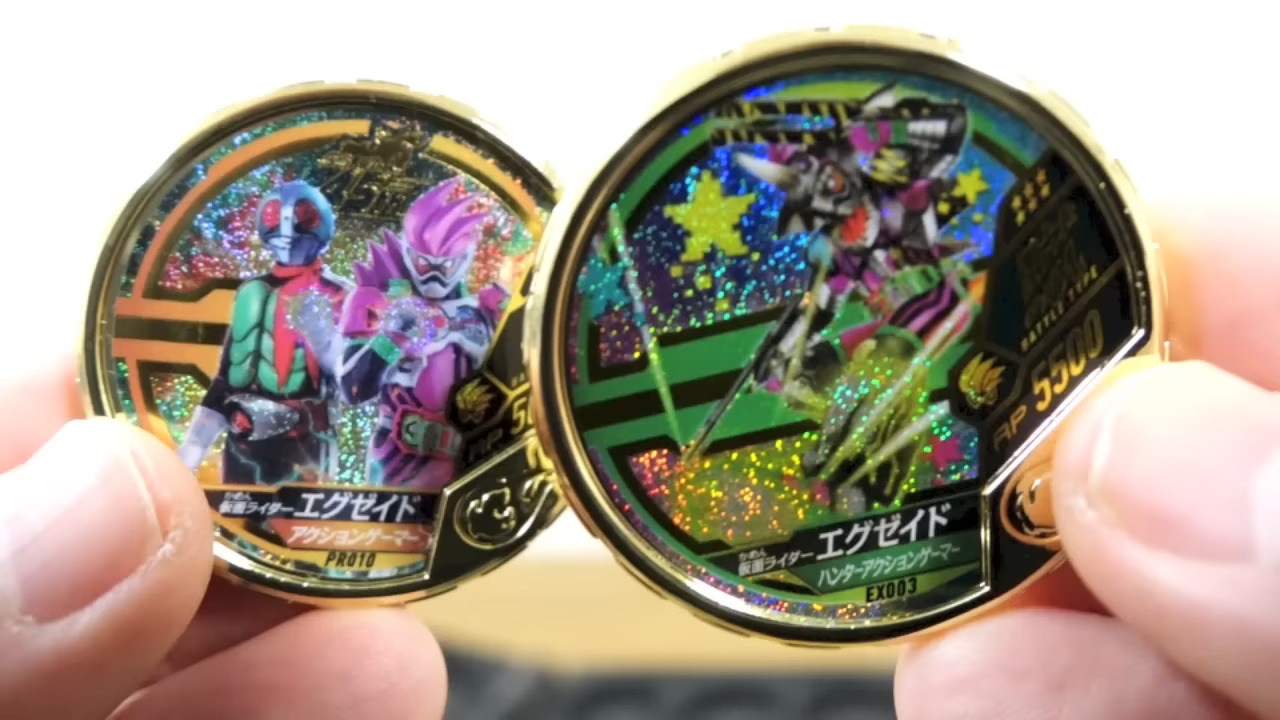 かめん
仮面ライダー エグゼイド
アクションゲーマー
PR010
BATTLE TYPE
AP 5500
かめん
仮面ライダー エグゼイド
ハンターアクションゲーマー
EX003